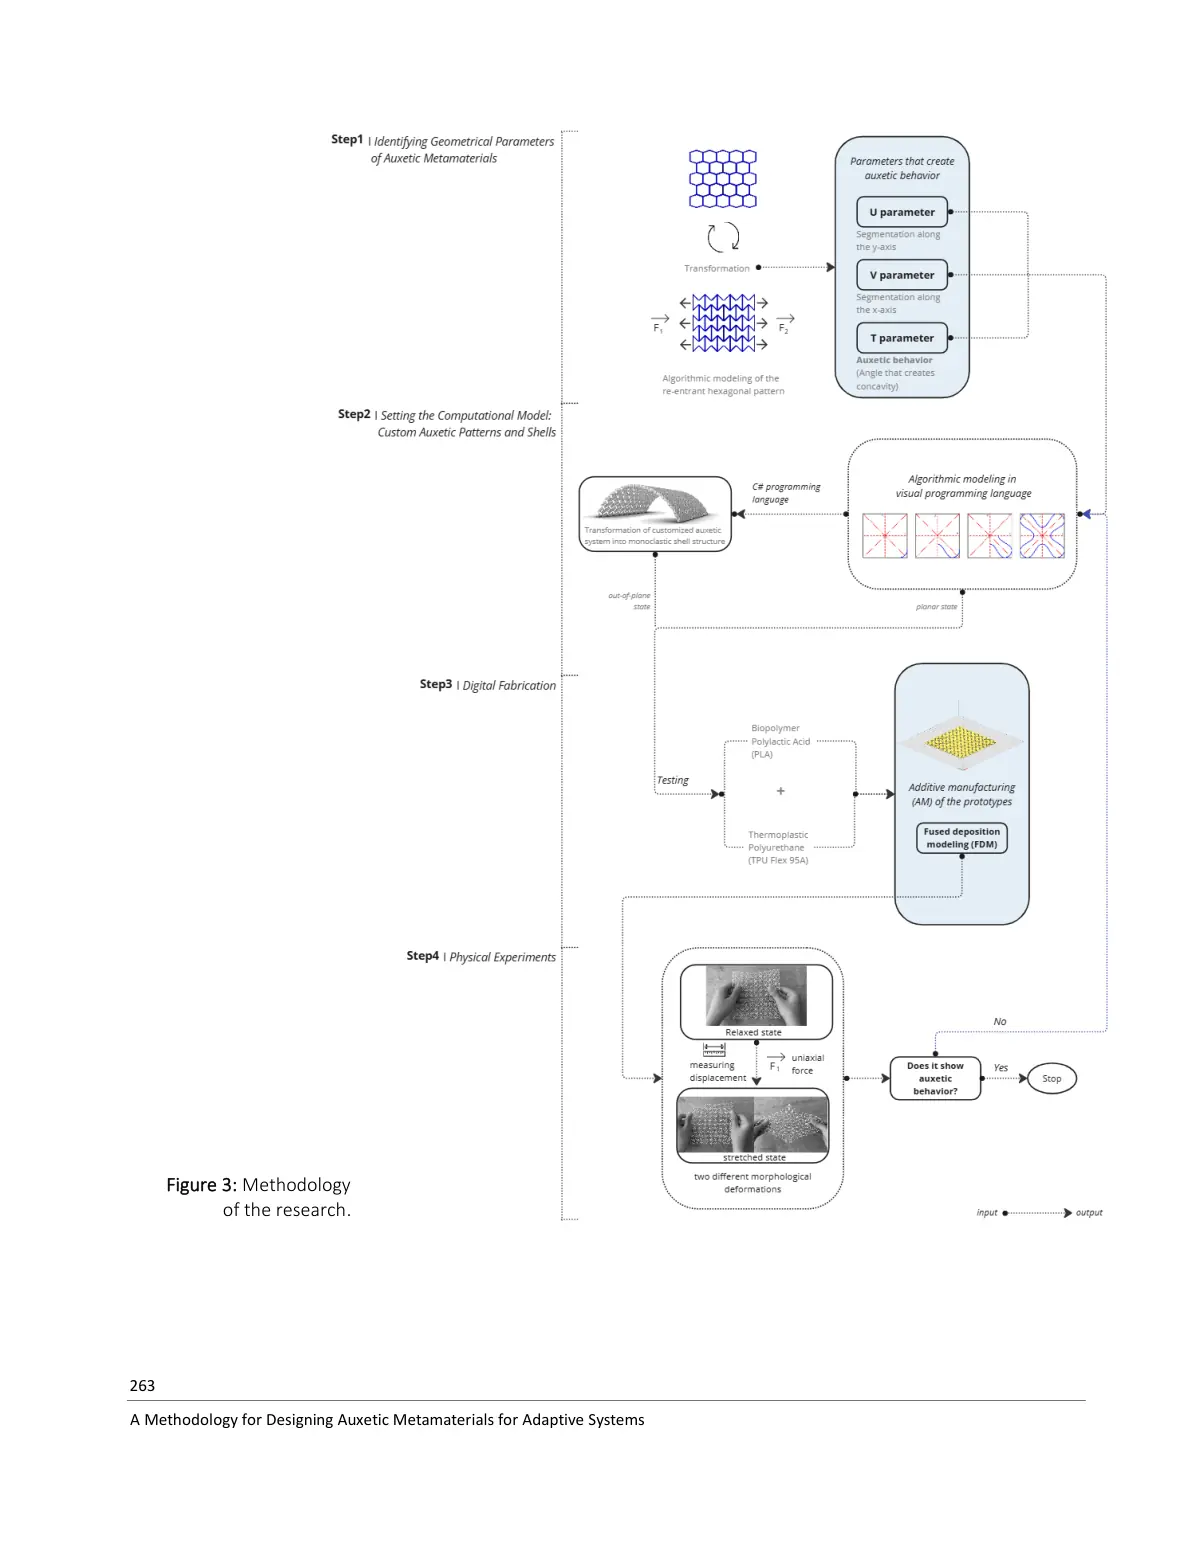 Step1 | Identifying Geometrical Parameters
of Auxetic Metamaterials
Transformation
F1
F2
Algorithmic modeling of the
re-entrant hexagonal pattern
Parameters that create
auxetic behavior
U parameter
Segmentation along
the y-axis
V parameter
Segmentation along
the x-axis
T parameter
Auxetic behavior
(Angle that creates
concavity)
Step2 | Setting the Computational Model:
Custom Auxetic Patterns and Shells
Transformation of customized auxetic
system into monoclastic shell structure
C# programming
language
Algorithmic modeling in
visual programming language
out-of-plane
state
planar state
Step3 | Digital Fabrication
Testing
Biopolymer
Polylactic Acid
(PLA)
+
Thermoplastic
Polyurethane
(TPU Flex 95A)
Additive manufacturing
(AM) of the prototypes
Fused deposition
modeling (FDM)
Step4 | Physical Experiments
Relaxed state
measuring
displacement
F1
uniaxial
force
stretched state
two different morphological
deformations
Does it show
auxetic
behavior?
No
Yes
Stop
input
output
Figure 3: Methodology
of the research.
263
A Methodology for Designing Auxetic Metamaterials for Adaptive Systems